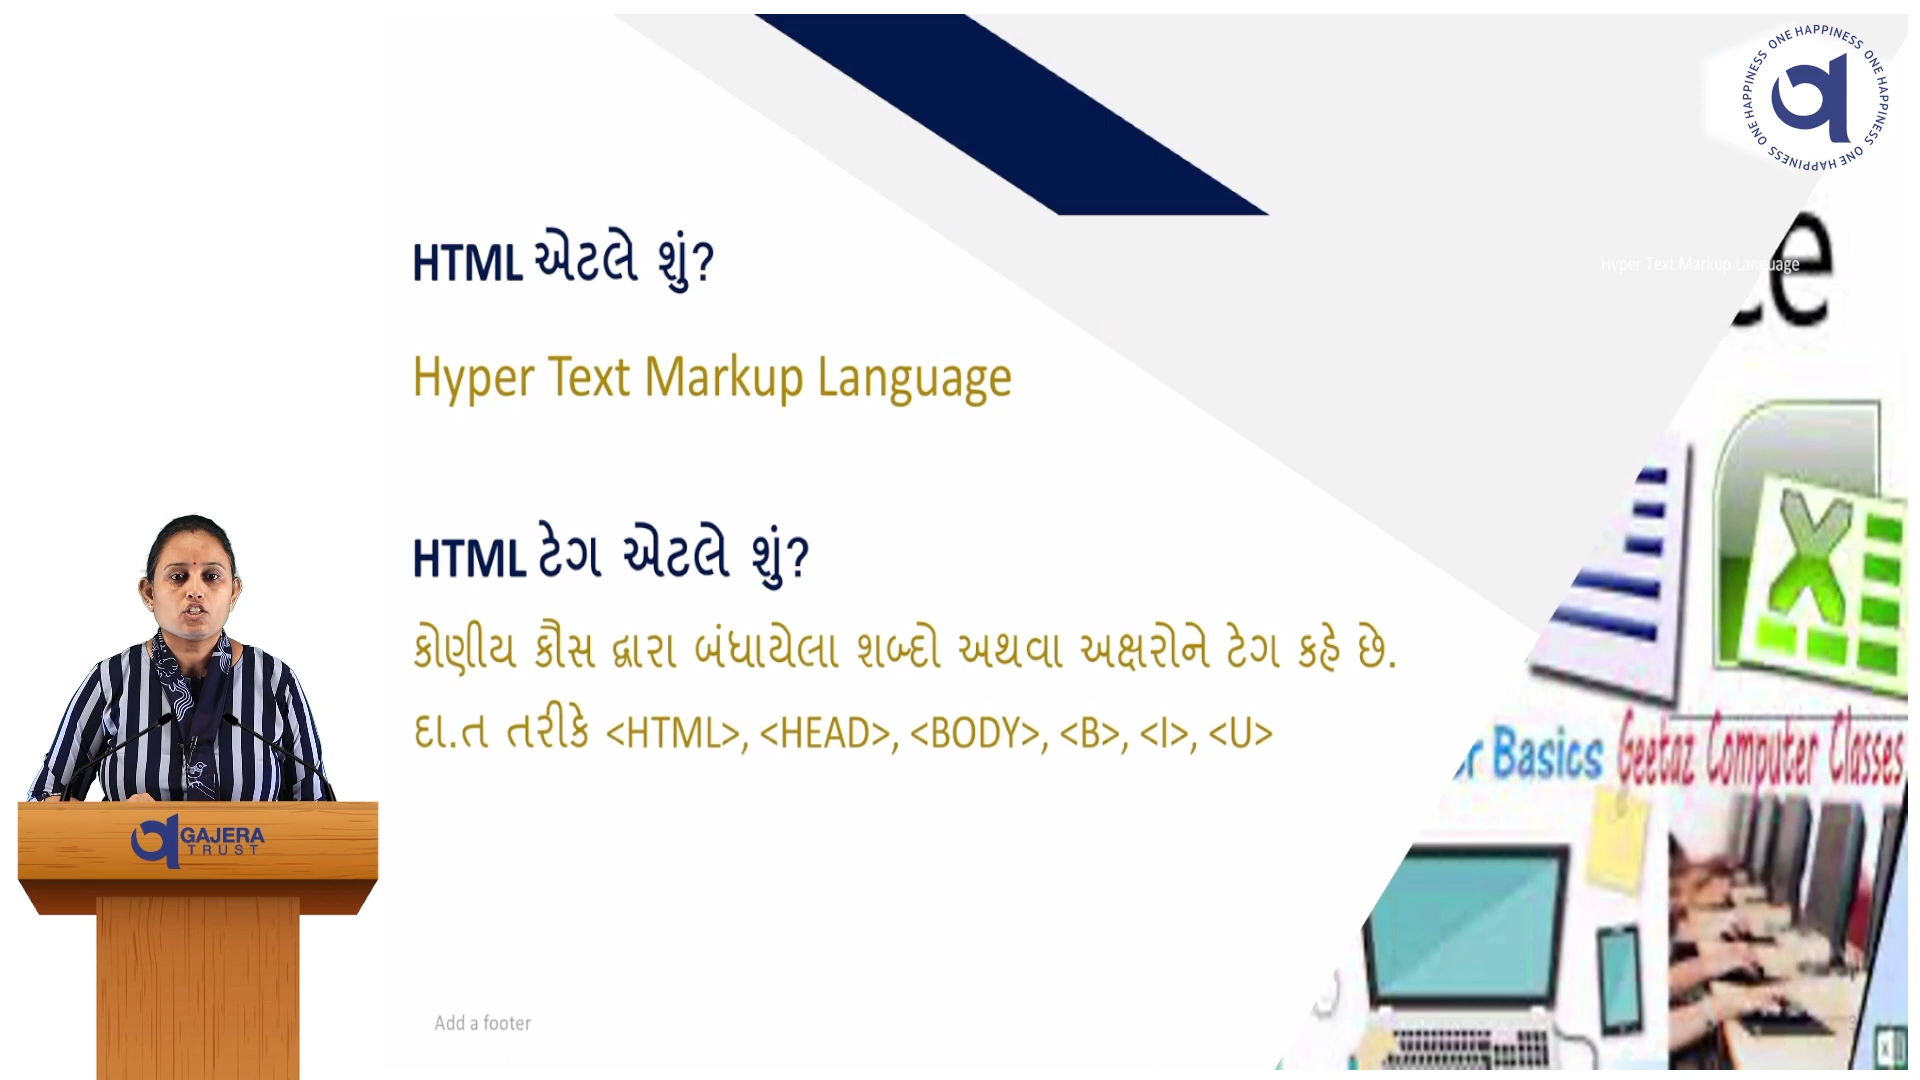 ONE HAPPINESS ONE HAPPINESS ONE HAPPINESS ONE HAPPINESS
HTML એટલે શું?
Hyper Text Markup Language
Hyper Text Markup Language
HTML ટેગ એટલે શું?
કોણીય કૌંસ દ્વારા બંધાયેલા શબ્દો અથવા અક્ષરોને ટેગ કહે છે.
દા.ત તરીકે <HTML>, <HEAD>, <BODY>, <B>, <I>, <U>
Basics Geetaz Computer Classes
GAJERA
TRUST
Add a footer